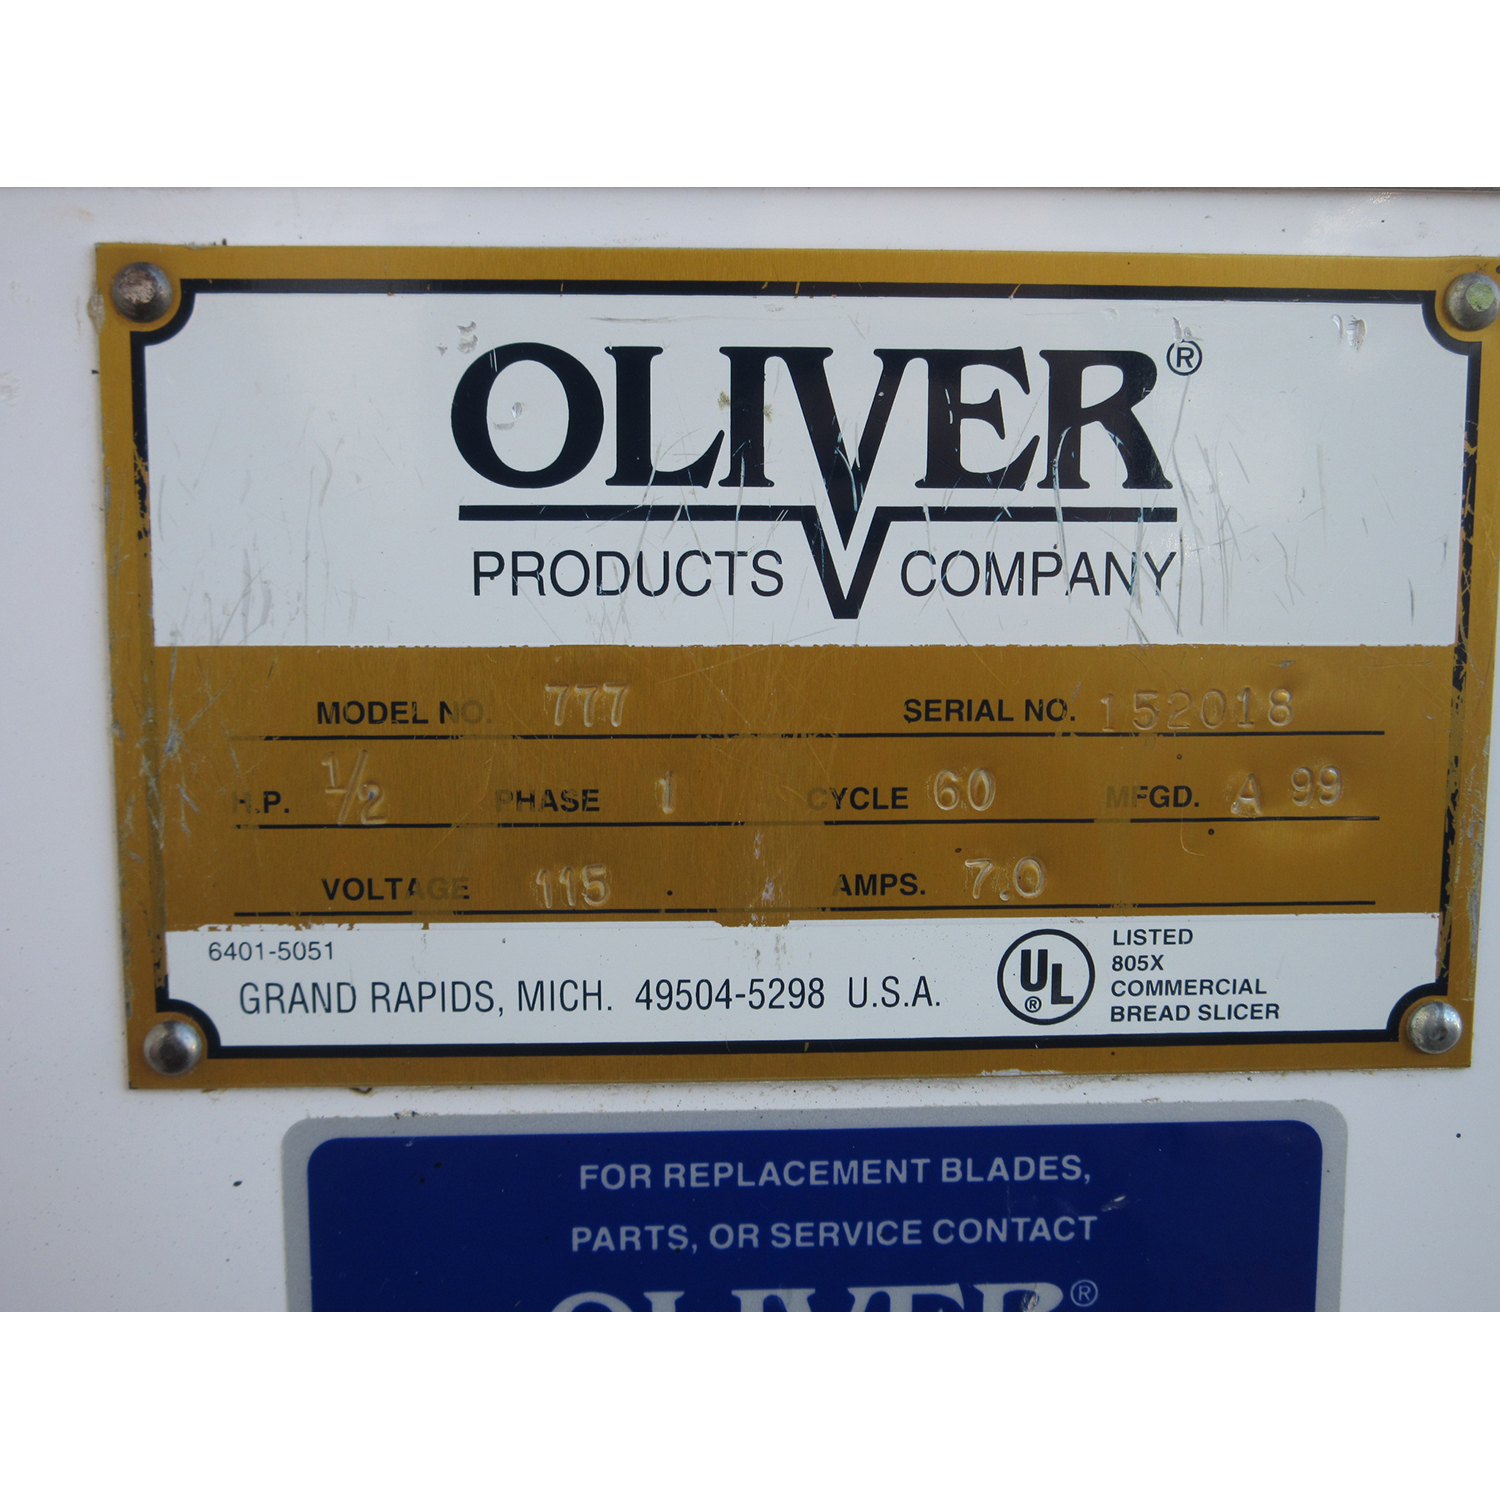 OLIVER®
PRODUCTS COMPANY
MODEL NO. 777 SERIAL NO. 152018
H.P. 1/2 PHASE 1 CYCLE 60 MFGD. A 99
VOLTAGE 115 AMPS. 7.0
6401-5051
GRAND RAPIDS, MICH. 49504-5298 U.S.A.
UL®
LISTED
805X
COMMERCIAL
BREAD SLICER
FOR REPLACEMENT BLADES,
PARTS, OR SERVICE CONTACT
OLIVER®